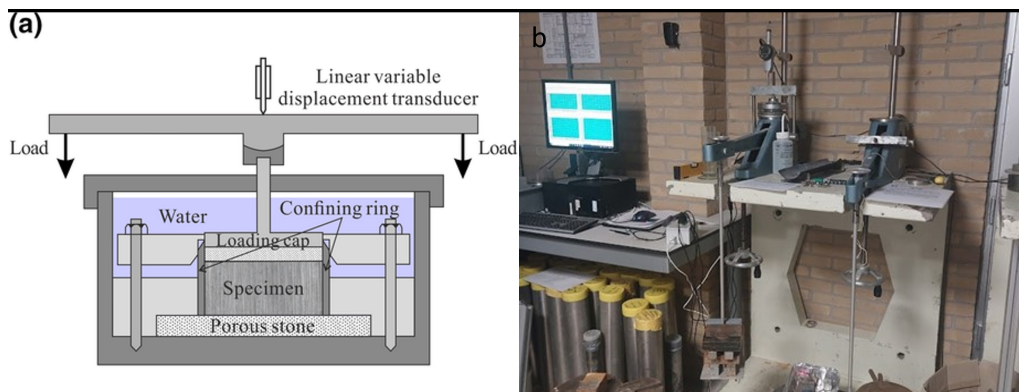 (a)
Linear variable
displacement transducer
Load
Load
Water
Confining ring
Loading cap
Specimen
Porous stone
b